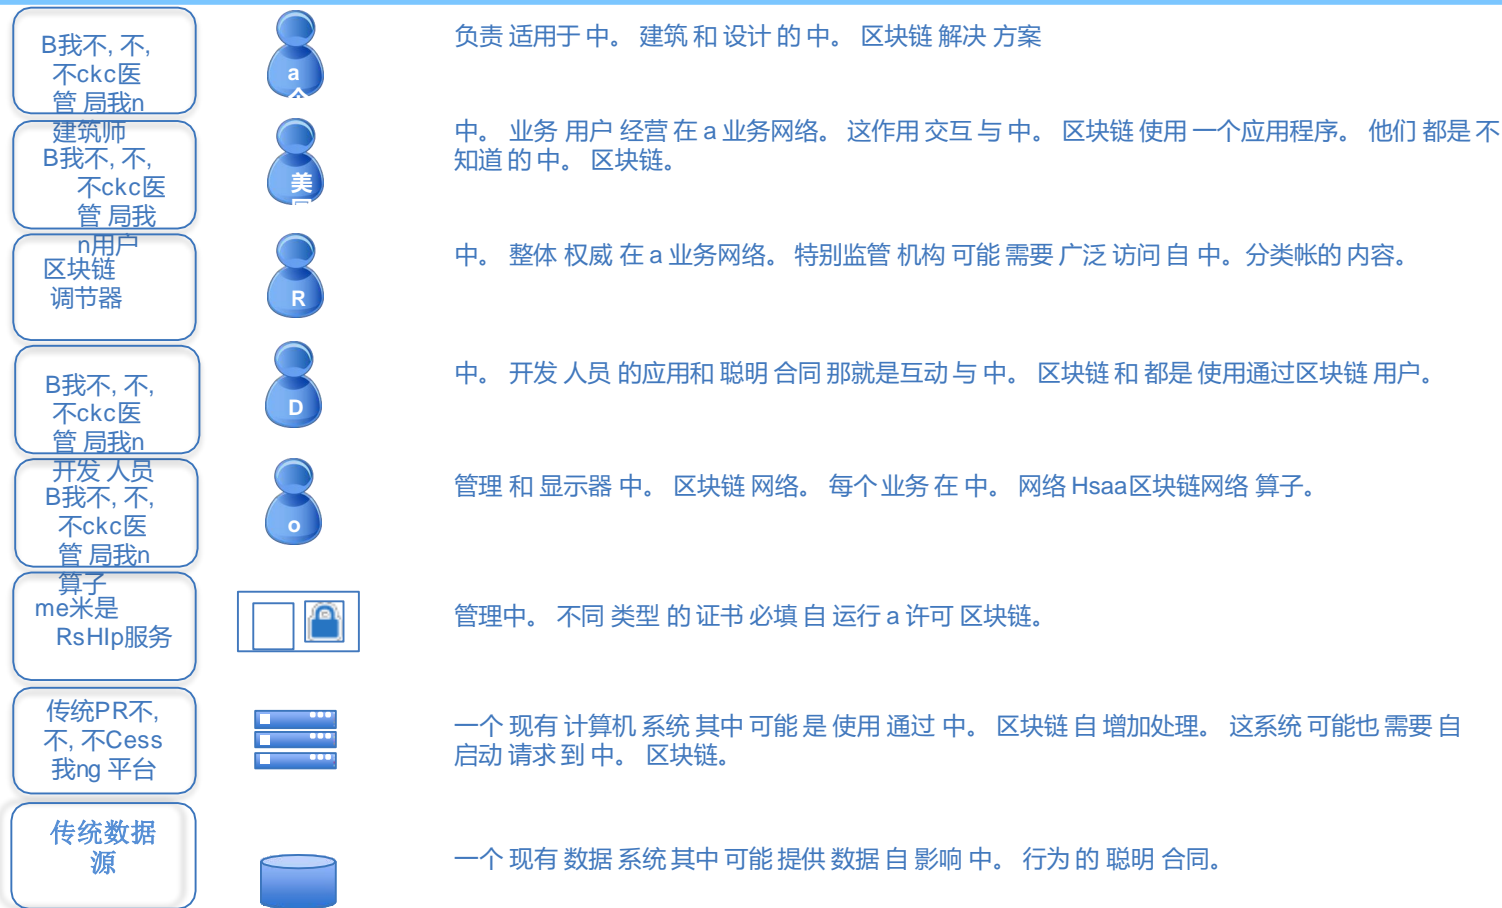 B我不, 不,
不ckc医
管 局我n
建筑师
a
负责 适用于 中。 建筑 和 设计 的 中。 区块链 解决 方案
B我不, 不,
不ckc医
管 局我
n用户
美
中。 业务 用户 经营 在 a 业务网络。 这作用 交互 与 中。 区块链 使用 一个应用程序。 他们 都是 不
知道 的 中。 区块链。
区块链
调节器
R
中。 整体 权威 在 a 业务网络。 特别监管 机构 可能 需要 广泛 访问 自 中。分类帐的 内容。
B我不, 不,
不ckc医
管 局我n
开发 人员
D
中。 开发 人员 的应用和 聪明 合同 那就是互动 与 中。 区块链 和 都是 使用通过区块链 用户。
B我不, 不,
不ckc医
管 局我n
算子
o
管理 和 显示器 中。 区块链 网络。 每个 业务 在 中。 网络 Hsaa区块链网络 算子。
me米是
RsHIp服务
管理中。 不同 类型 的 证书 必填 自 运行 a 许可 区块链。
传统PR不,
不, 不Cess
我ng 平台
一个 现有 计算机 系统 其中 可能 是 使用 通过 中。 区块链 自 增加处理。 这系统 可能也 需要 自
启动 请求 到 中。 区块链。
传统数据
源
一个 现有 数据 系统 其中 可能 提供 数据 自 影响 中。 行为 的 聪明 合同。